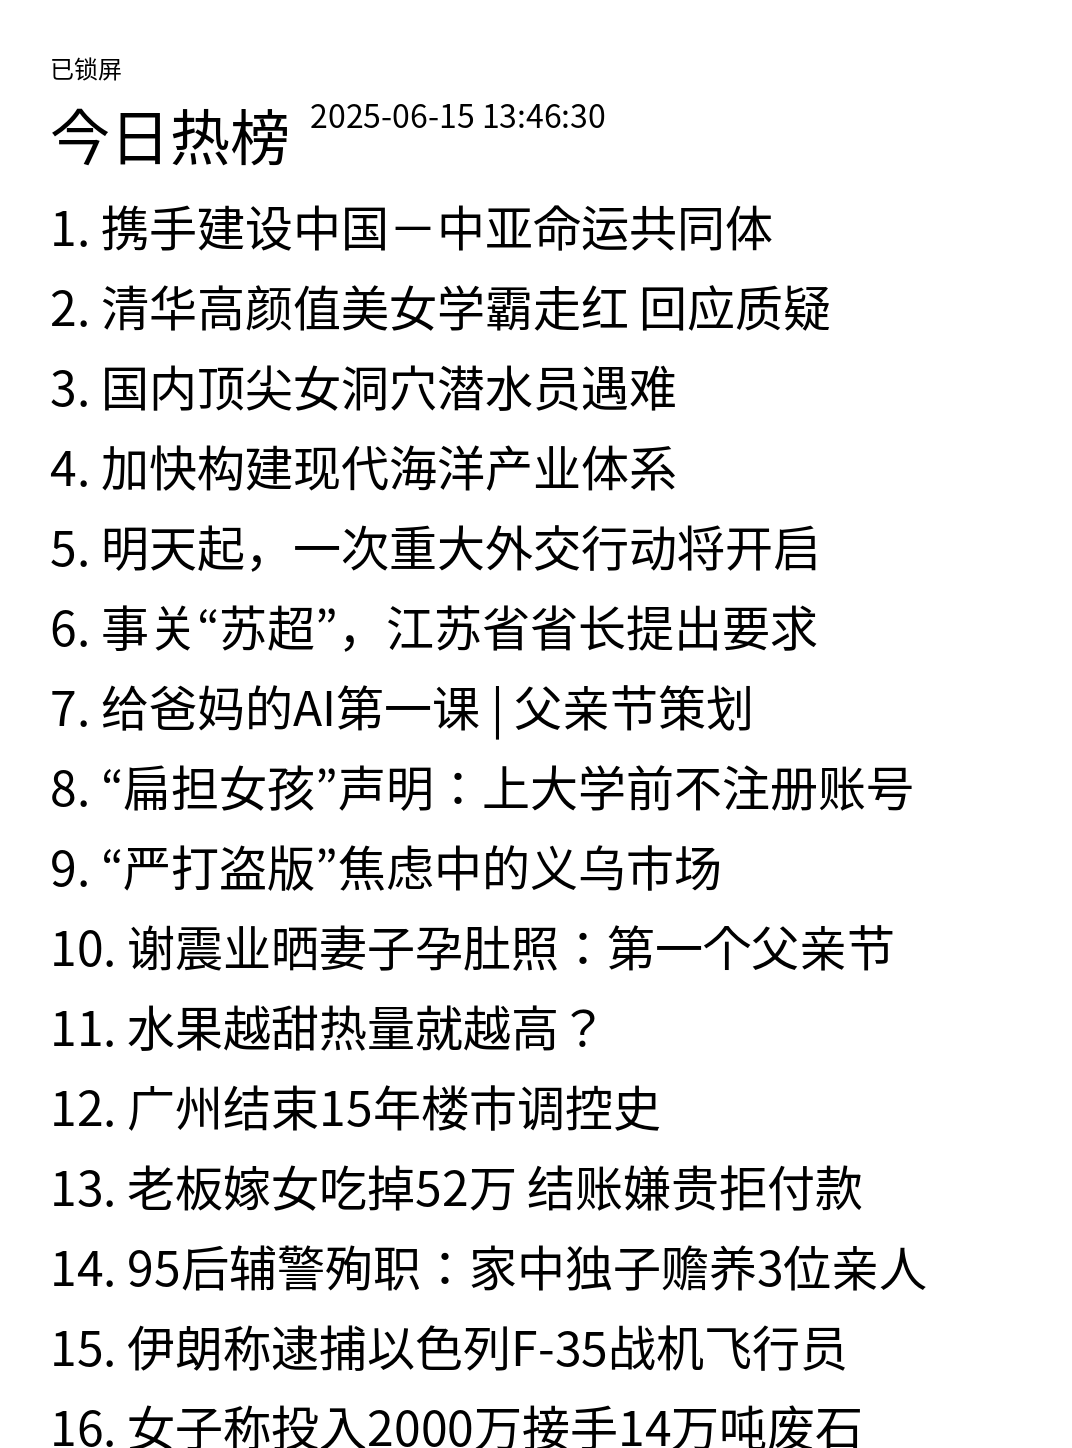 已锁屏
今日热榜 2025-06-15 13:46:30
1. 携手建设中国－中亚命运共同体
2. 清华高颜值美女学霸走红 回应质疑
3. 国内顶尖女洞穴潜水员遇难
4. 加快构建现代海洋产业体系
5. 明天起，一次重大外交行动将开启
6. 事关“苏超”，江苏省省长提出要求
7. 给爸妈的AI第一课 | 父亲节策划
8. “扁担女孩”声明：上大学前不注册账号
9. “严打盗版”焦虑中的义乌市场
10. 谢震业晒妻子孕肚照：第一个父亲节
11. 水果越甜热量就越高？
12. 广州结束15年楼市调控史
13. 老板嫁女吃掉52万 结账嫌贵拒付款
14. 95后辅警殉职：家中独子赡养3位亲人
15. 伊朗称逮捕以色列F-35战机飞行员
16. 女子称投入2000万接手14万吨废石